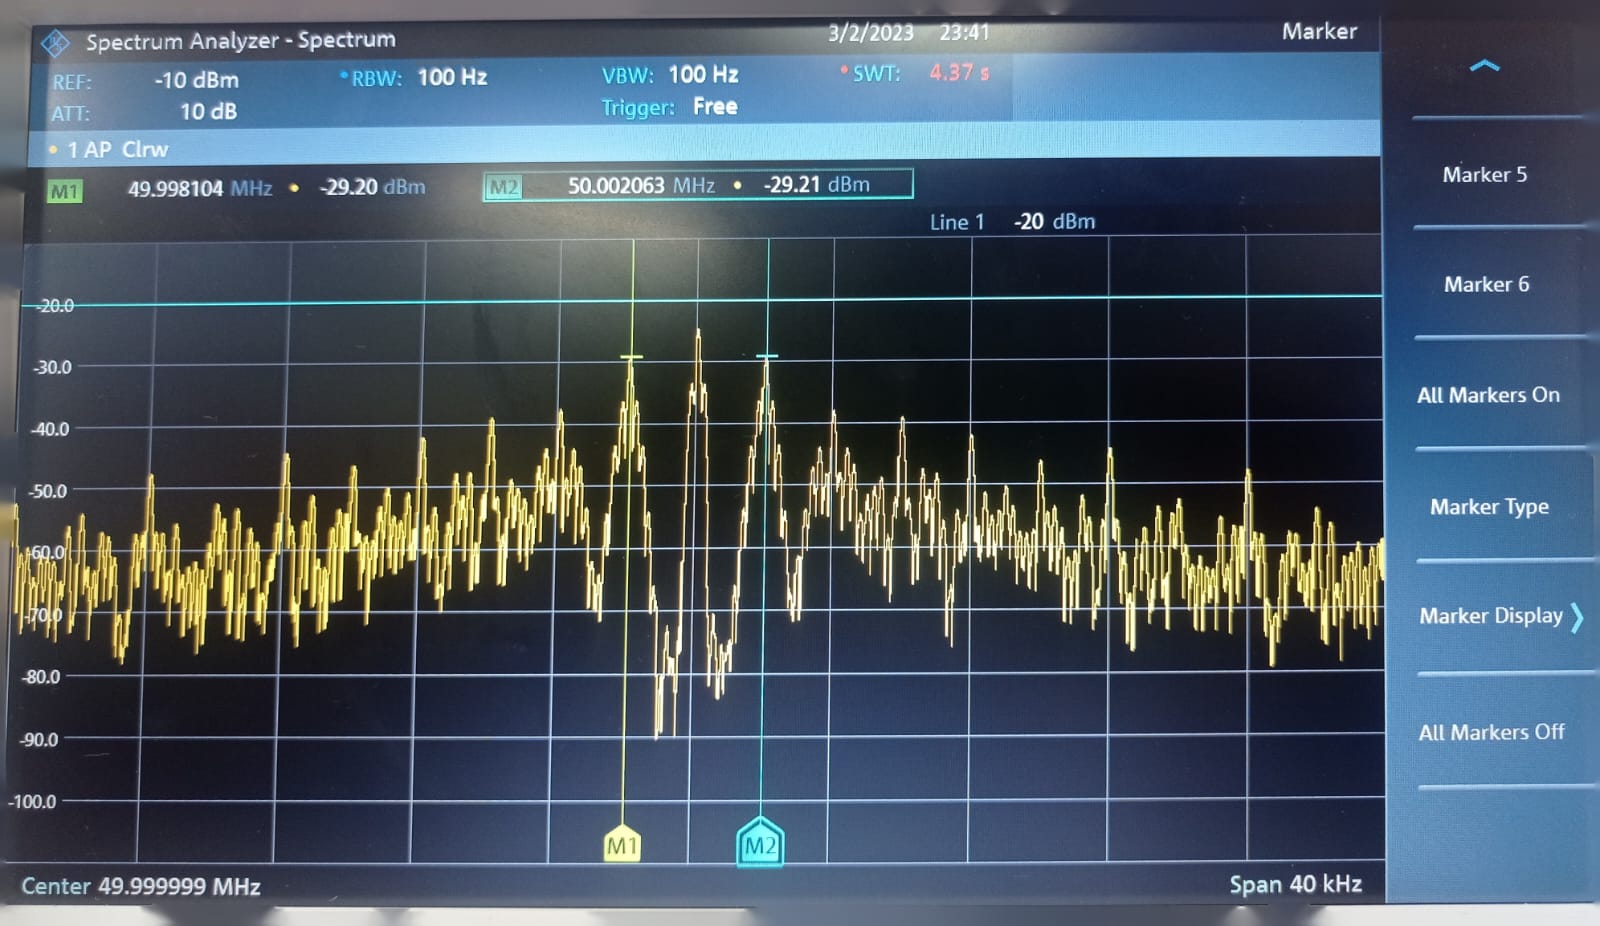 Spectrum Analyzer - Spectrum 3/2/2023 23:41 Marker
REF: -10 dBm RBW: 100 Hz VBW: 100 Hz SWT: 4.37 s
ATT: 10 dB Trigger: Free
1 AP Clrw
M1 49.998104 MHz -29.20 dBm M2 50.002063 MHz -29.21 dBm
Line 1 -20 dBm
-20.0
-30.0
-40.0
-50.0
-60.0
-70.0
-80.0
-90.0
-100.0
M1 M2
Center 49.999999 MHz Span 40 kHz
Marker 5
Marker 6
All Markers On
Marker Type
Marker Display
All Markers Off